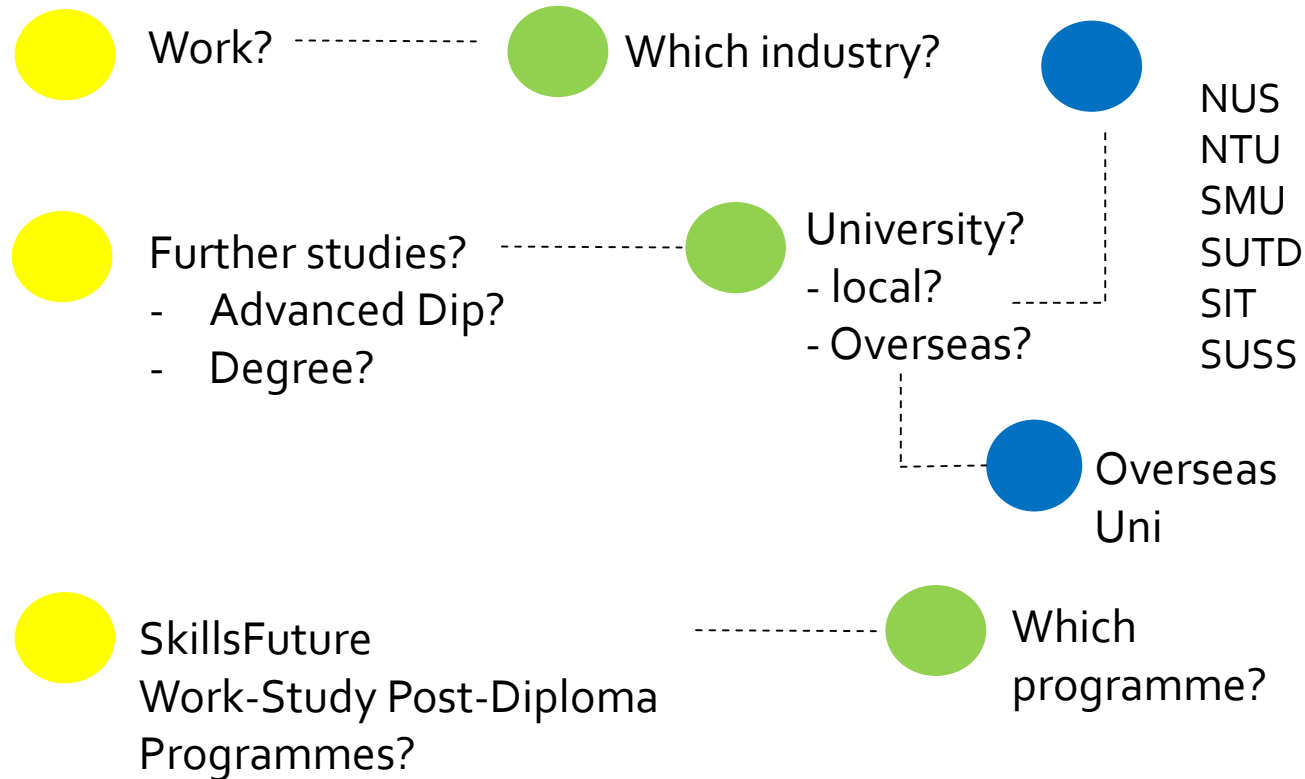 Work?
Which industry?
NUS
NTU
SMU
SUTD
SIT
SUSS
Further studies?
- Advanced Dip?
- Degree?
University?
- local?
- Overseas?
Overseas
Uni
SkillsFuture
Work-Study Post-Diploma
Programmes?
Which
programme?